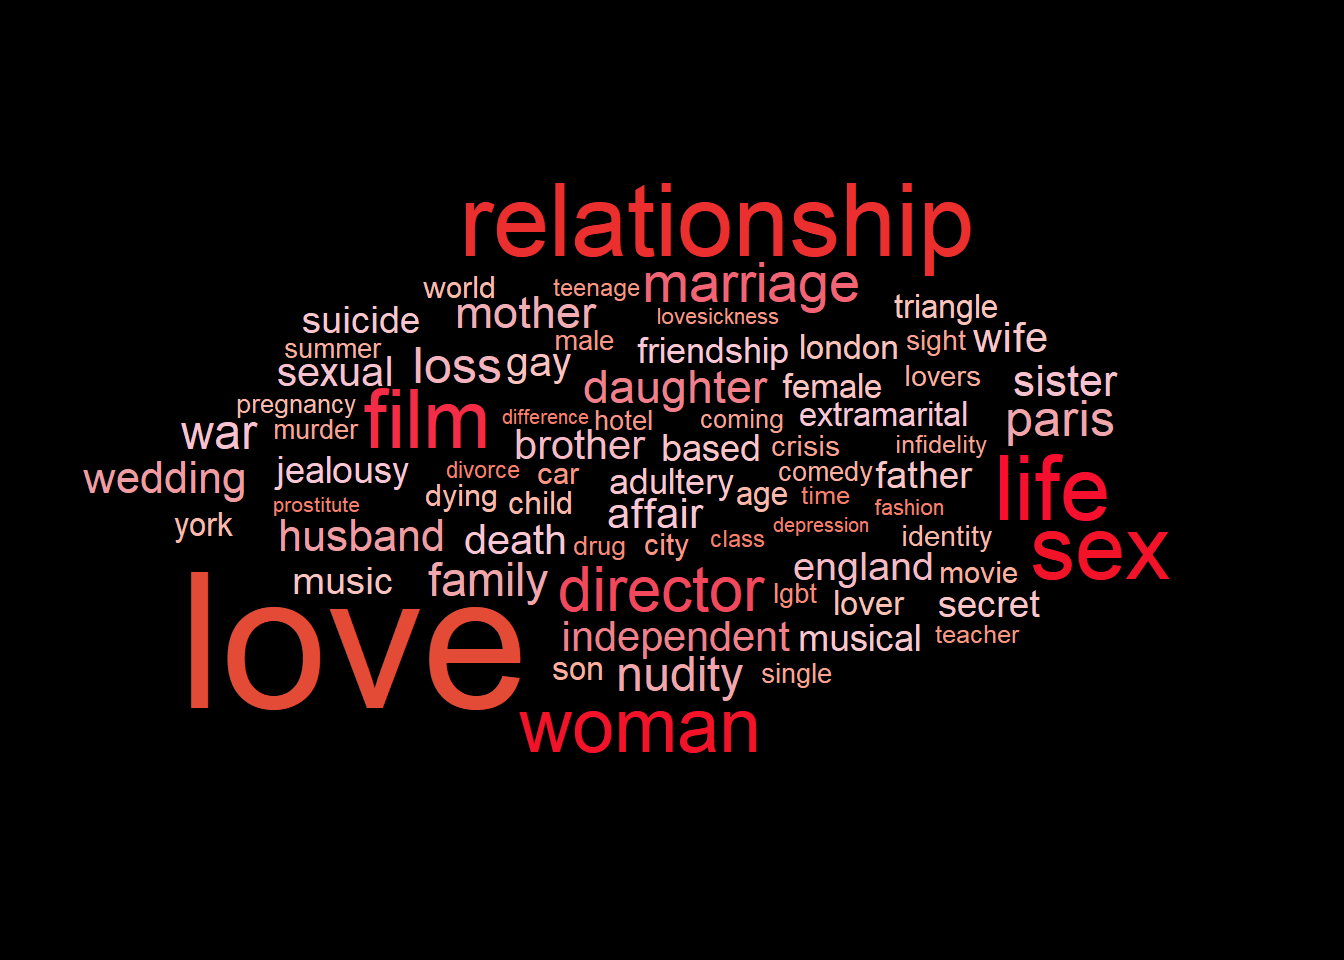 relationship
world teenage marriage
suicide mother lovesickness triangle
summer male friendship london sight wife
sexual loss gay daughter female lovers sister
pregnancy film difference hotel coming extramarital paris
war murder brother based crisis infidelity
wedding jealousy divorce car adultery comedy father life
prostitute dying child affair age time fashion
york husband death drug city class depression identity sex
music family director lgbt england movie
love lover secret
independent musical teacher
son nudity single
woman